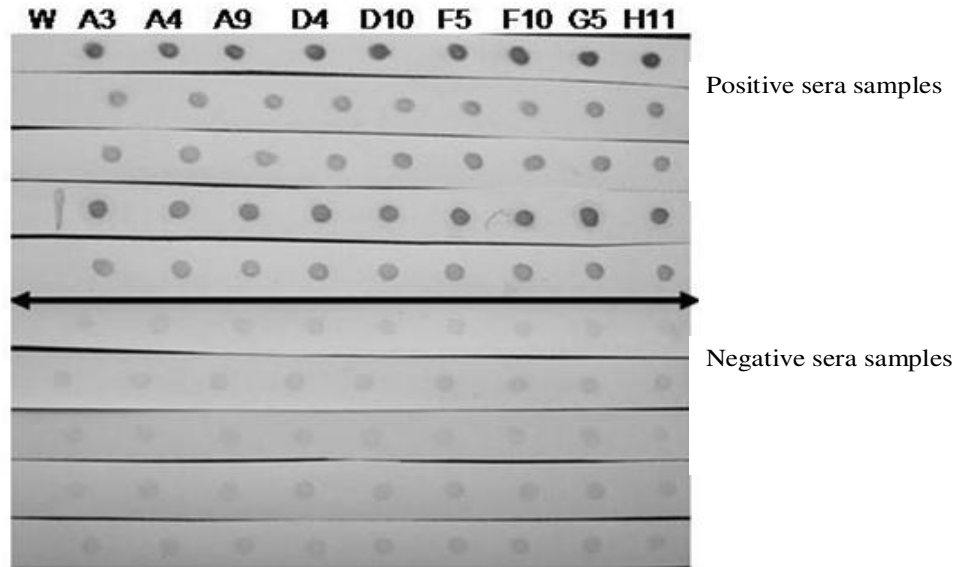 W A3 A4 A9 D4 D10 F5 F10 G5 H11
Positive sera samples
Negative sera samples